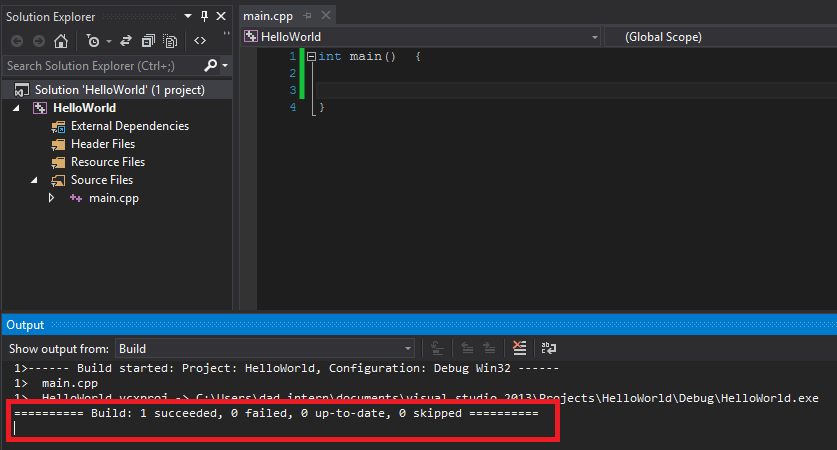 Solution Explorer
Search Solution Explorer (Ctrl+;)
Solution 'HelloWorld' (1 project)
HelloWorld
External Dependencies
Header Files
Resource Files
Source Files
main.cpp
main.cpp
HelloWorld
(Global Scope)
1 int main()  {
2
3
4 }
Output
Show output from: Build
1>------ Build started: Project: HelloWorld, Configuration: Debug Win32 ------
1>  main.cpp
1>  HelloWorld.vcxproj -> C:\Users\dad.intern\documents\visual studio 2013\Projects\HelloWorld\Debug\HelloWorld.exe
========== Build: 1 succeeded, 0 failed, 0 up-to-date, 0 skipped ==========